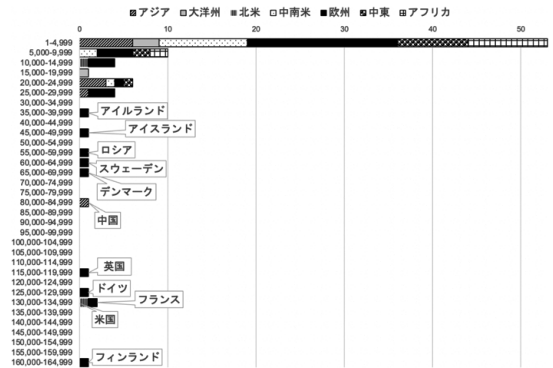 アジア 大洋州 北米 中南米 欧州 中東 アフリカ
0 10 20 30 40 50
1-4,999
5,000-9,999
10,000-14,999
15,000-19,999
20,000-24,999
25,000-29,999
30,000-34,999
35,000-39,999 アイルランド
40,000-44,999
45,000-49,999 アイスランド
50,000-54,999
55,000-59,999 ロシア
60,000-64,999 スウェーデン
65,000-69,999
70,000-74,999
75,000-79,999 デンマーク
80,000-84,999
85,000-89,999
90,000-94,999 中国
95,000-99,999
100,000-104,999
105,000-109,999
110,000-114,999 英国
115,000-119,999
120,000-124,999 ドイツ
125,000-129,999
130,000-134,999 フランス
135,000-139,999 米国
140,000-144,999
145,000-149,999
150,000-154,999
155,000-159,999
160,000-164,999 フィンランド